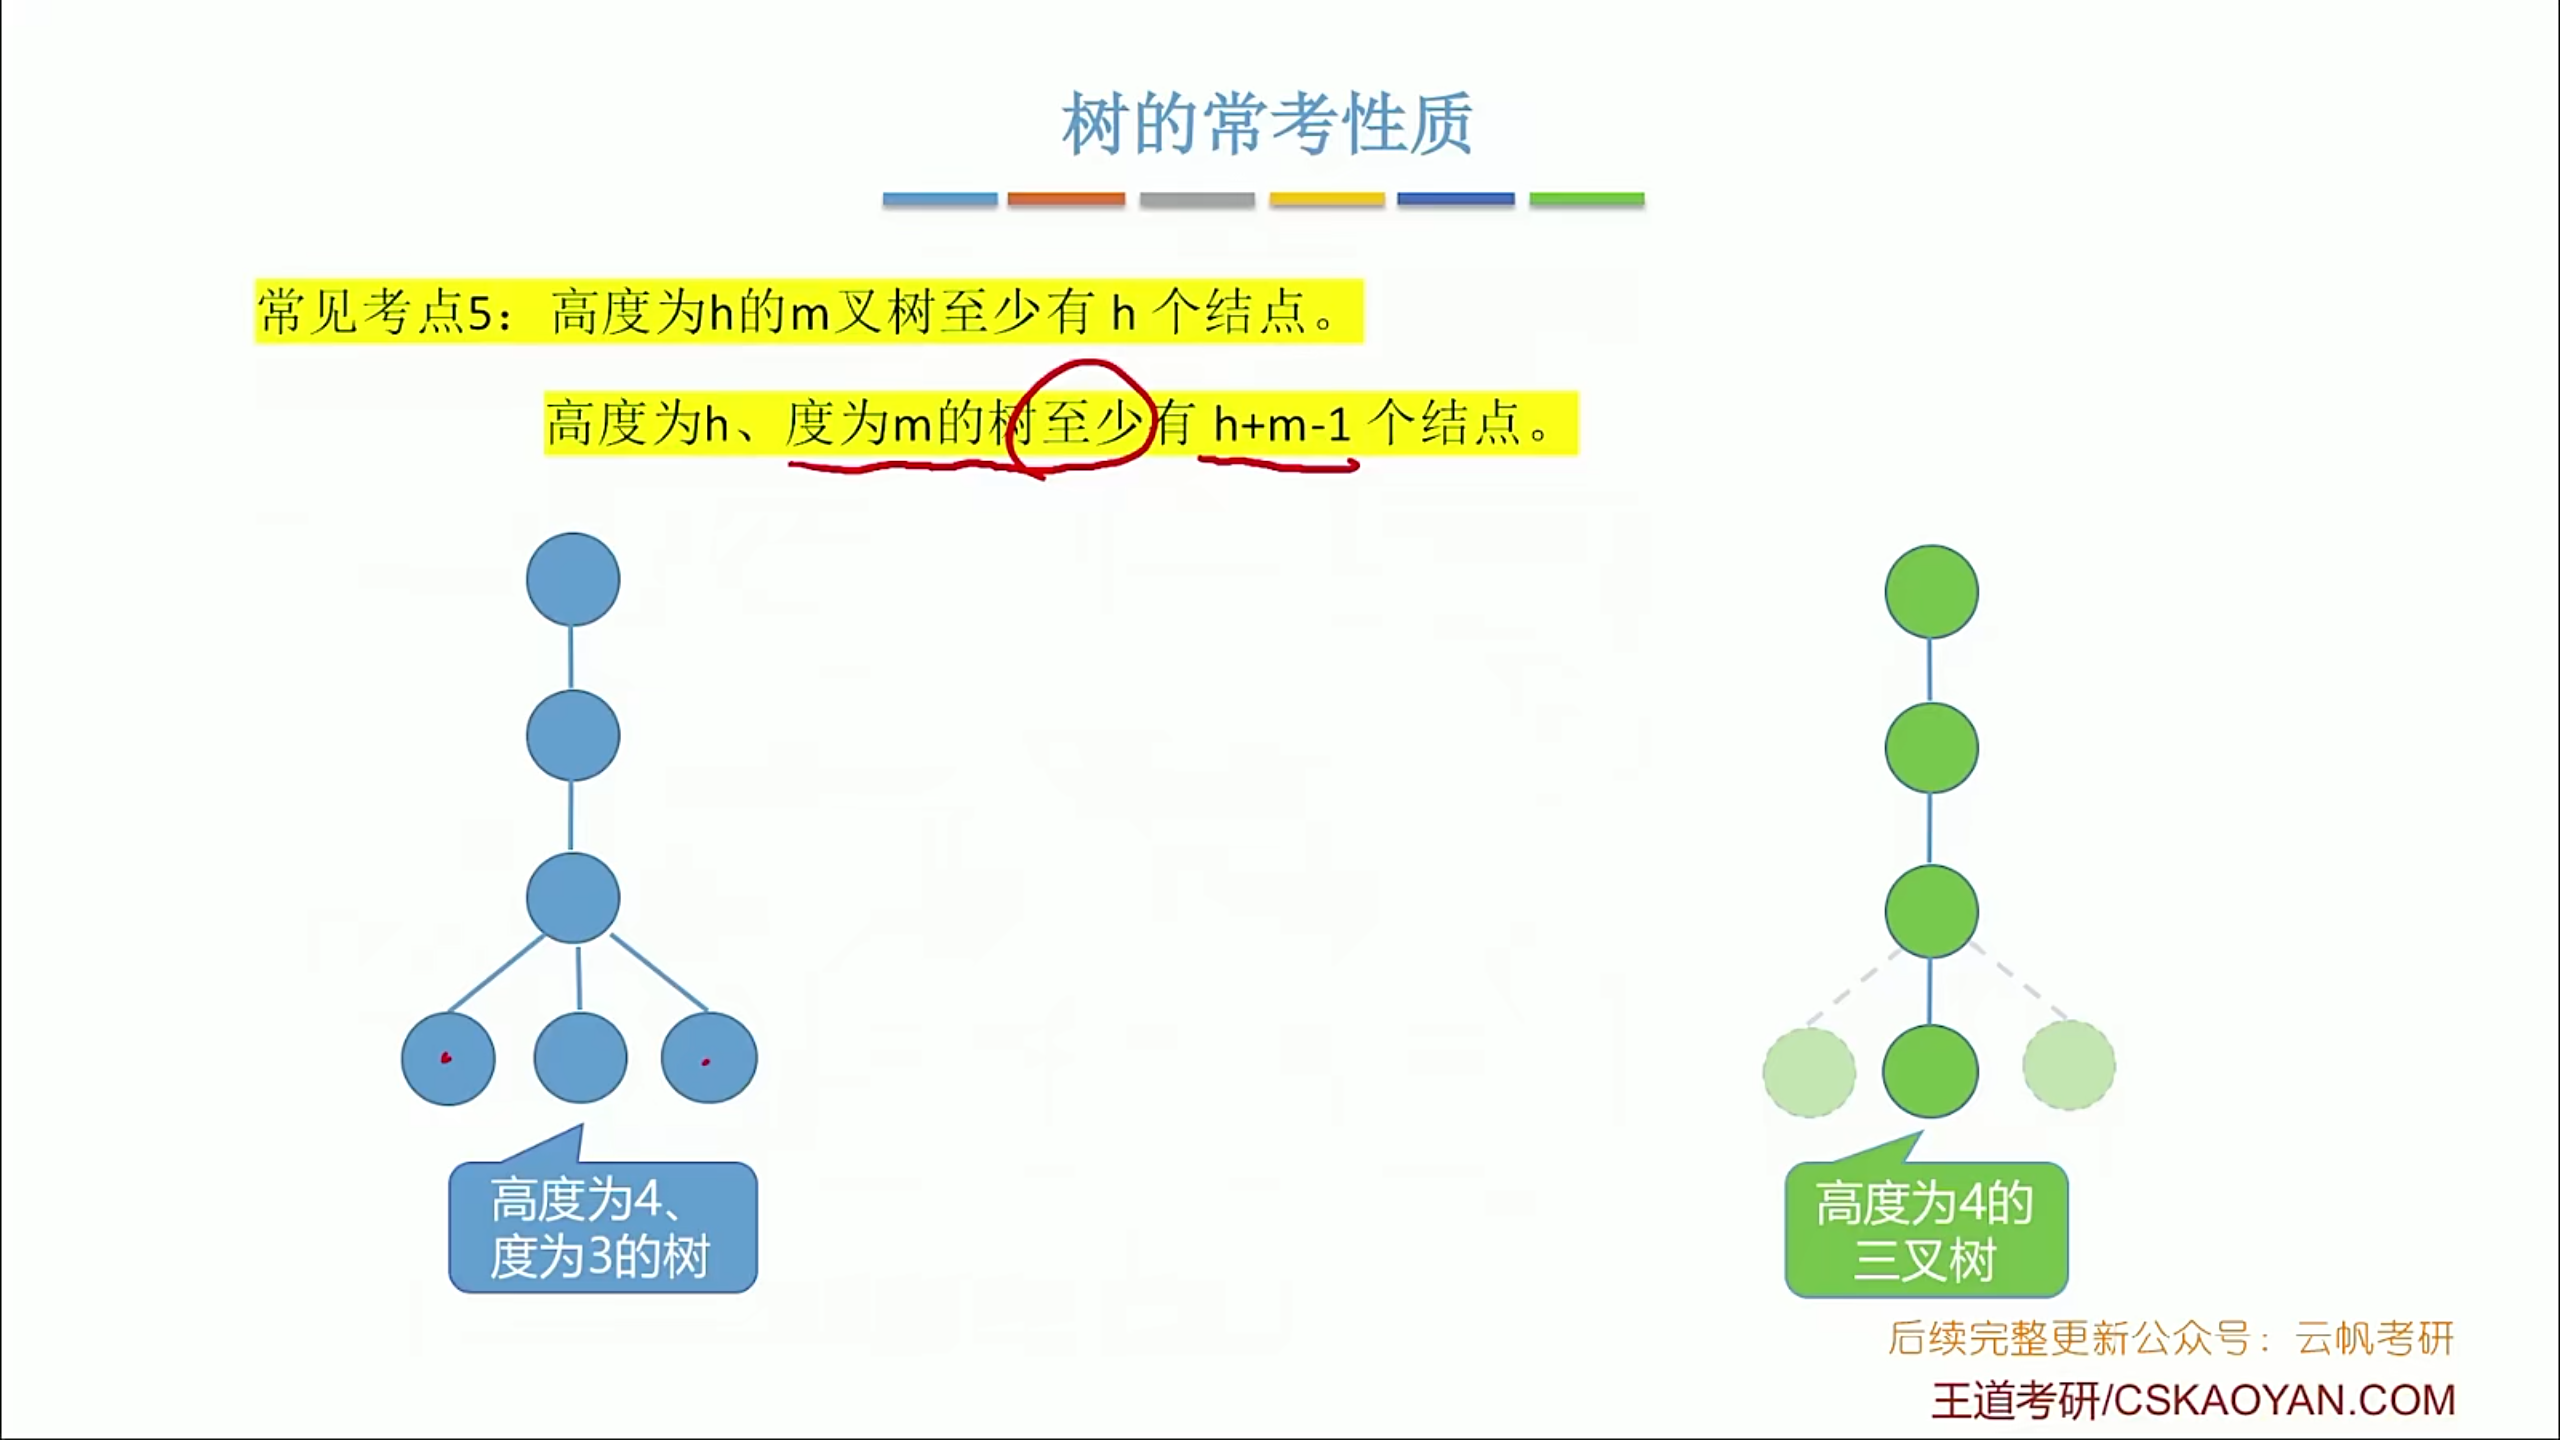 树的常考性质
常见考点5：高度为h的m叉树至少有 h 个结点。
高度为h、度为m的树至少有 h+m-1 个结点。
高度为4、
度为3的树
高度为4的
三叉树
后续完整更新公众号：云帆考研
王道考研/CSKAOYAN.COM